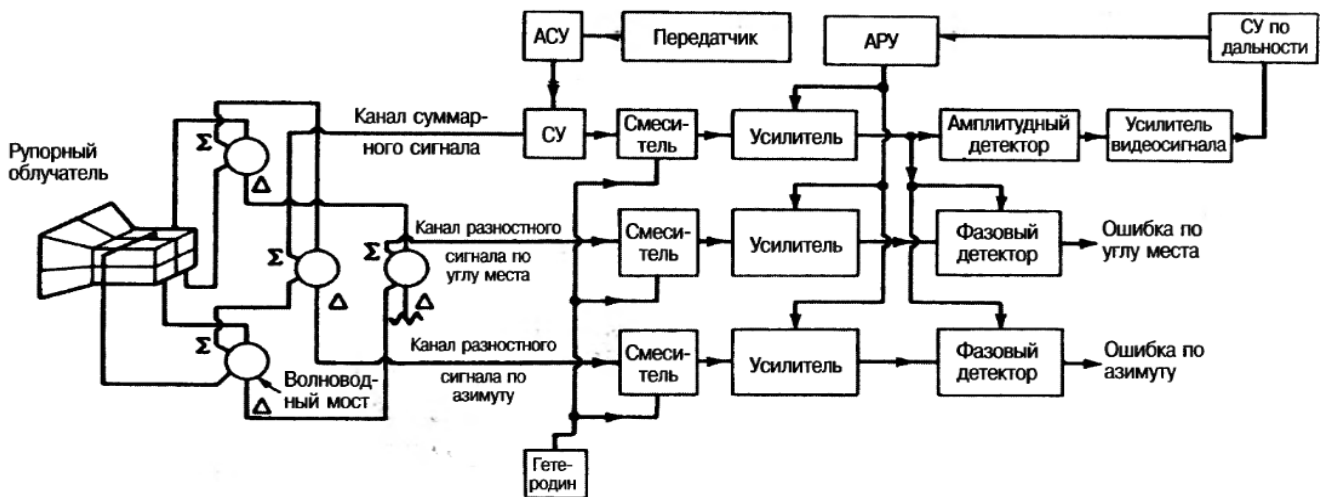 АСУ
Передатчик
АРУ
СУ по
дальности
Σ
Канал суммар-
ного сигнала
СУ
Смеси-
тель
Усилитель
Амплитудный
детектор
Усилитель
видеосигнала
Рупорный
облучатель
Δ
Канал разностного
сигнала по
углу места
Смеси-
тель
Усилитель
Фазовый
детектор
Ошибка по
углу места
Σ
Σ
Δ
Δ
Σ
Канал разностного
сигнала по
азимуту
Смеси-
тель
Усилитель
Фазовый
детектор
Ошибка по
азимуту
Волновод-
ный мост
Δ
Гете-
родин